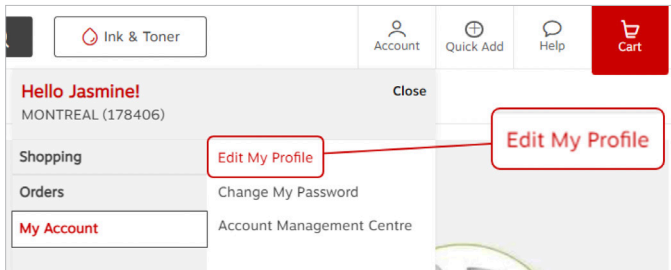 Ink & Toner
Account
Quick Add
Help
Cart
Hello Jasmine!
Close
MONTREAL (178406)
Shopping
Edit My Profile
Edit My Profile
Orders
Change My Password
My Account
Account Management Centre